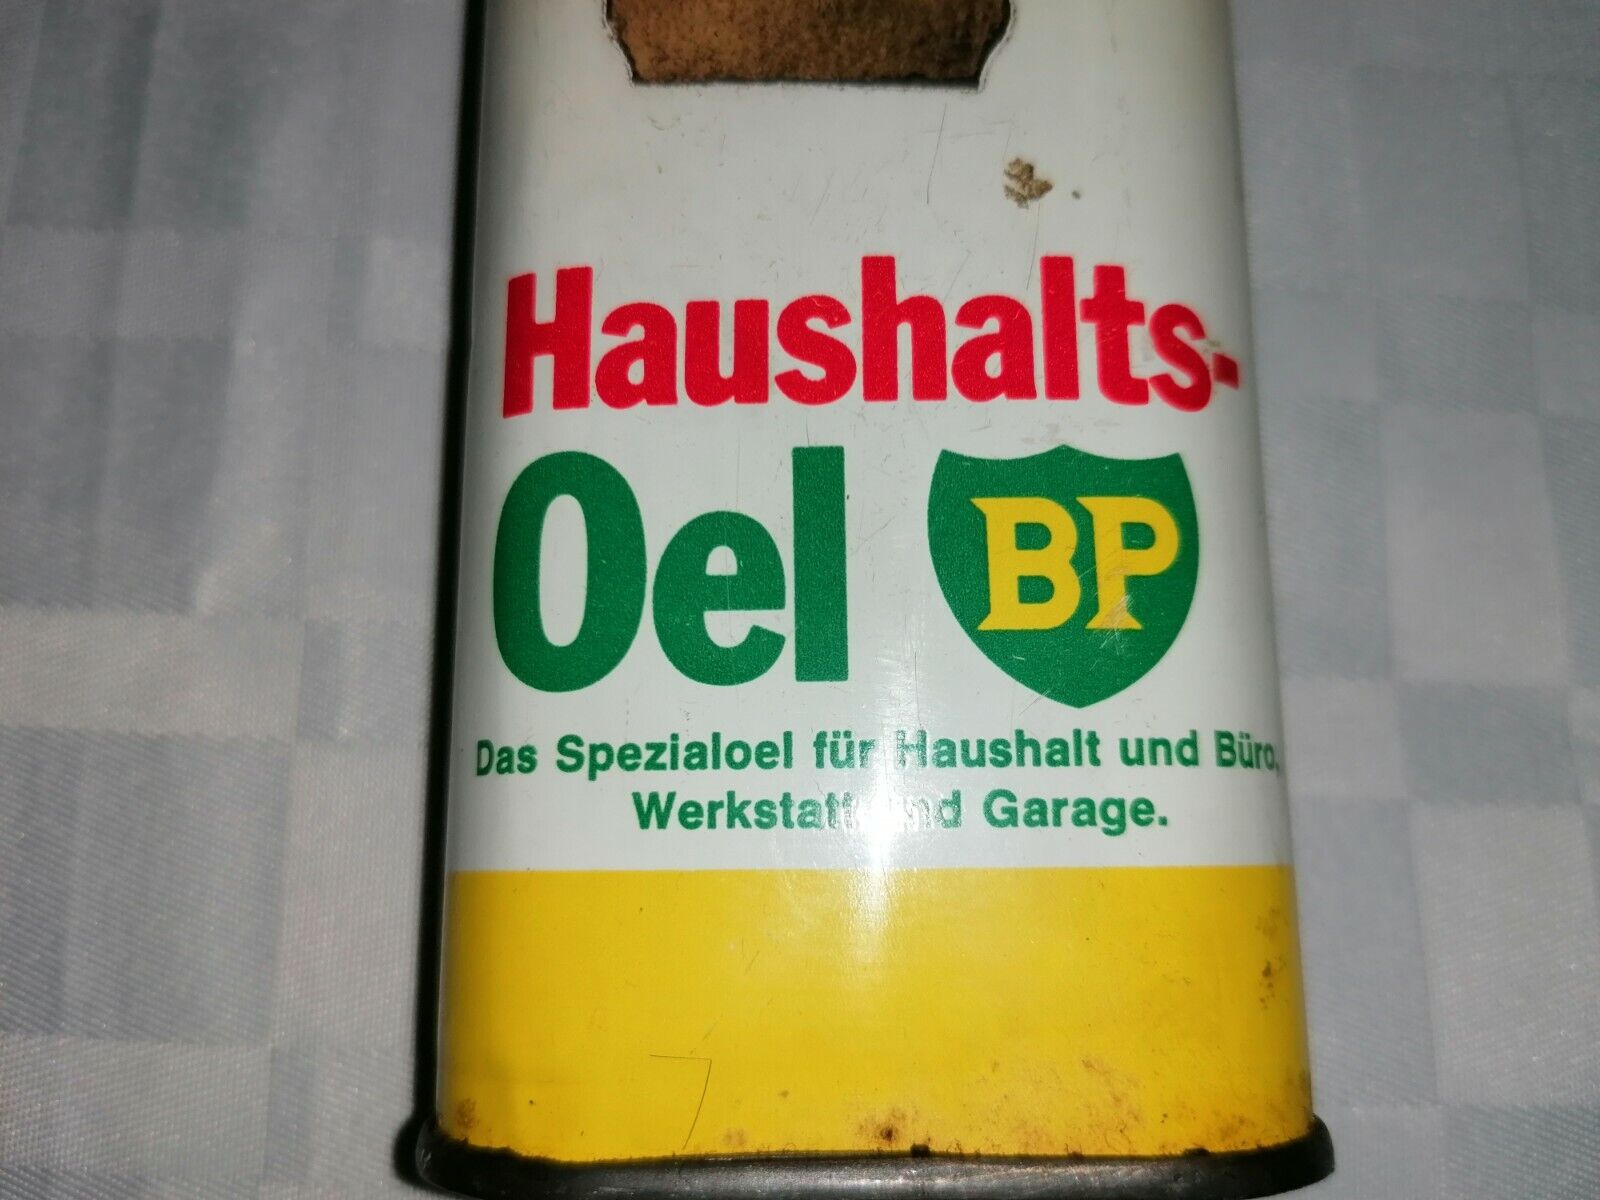 Haushalts-
Oel BP
Das Spezialoel für Haushalt und Büro,
Werkstatt und Garage.